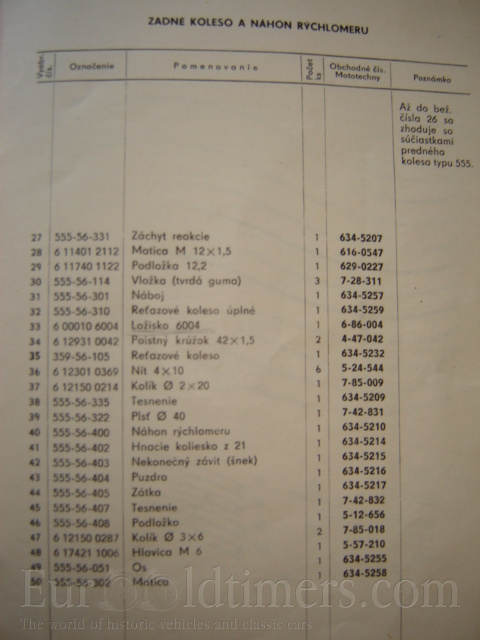 ZADNÉ KOLESO A NÁHON RÝCHLOMERU
Vyobr. čís. Označenie Pomenovanie Počet ks Obchodné čís. Mototechny Poznámka
Až do bež.
čísla 26 sa
zhoduje so
súčiastkami
predného
kolesa typu 555.
27 555-56-331 Záchyt reakcie 1 634-5207
28 6 11401 2112 Matica M 12×1,5 1 616-0547
29 6 11740 1122 Podložka 12,2 1 629-0227
30 555-56-114 Vložka (tvrdá guma) 3 7-28-311
31 555-56-301 Náboj 1 634-5257
32 555-56-310 Reťazové koleso úplné 1 634-5259
33 6 00010 6004 Ložisko 6004 1 6-86-004
34 6 12931 0042 Poistný krúžok 42×1,5 2 4-47-042
35 359-56-105 Reťazové koleso 1 634-5232
36 6 12301 0369 Nit 4×10 6 5-24-544
37 6 12150 0214 Kolík Ø 2×20 1 7-85-009
38 555-56-335 Tesnenie 1 634-5209
39 555-56-322 Plsť Ø 40 1 7-42-831
40 555-56-400 Náhon rýchlomeru 1 634-5210
41 555-56-402 Hnacie koliesko z 21 1 634-5214
42 555-56-403 Nekonečný závit (šnek) 1 634-5215
43 555-56-404 Puzdro 1 634-5216
44 555-56-405 Zátka 1 634-5217
45 555-56-407 Tesnenie 1 7-42-832
46 555-56-408 Podložka 1 5-12-656
47 6 12150 0287 Kolík Ø 3×6 2 7-85-018
48 6 17421 1006 Hlavica M 6 1 5-57-210
49 555-56-051 Os 1 634-5255
50 555-56-302 Matica 1 634-5258
EuroOldtimers.com
The world of historic vehicles and classic cars